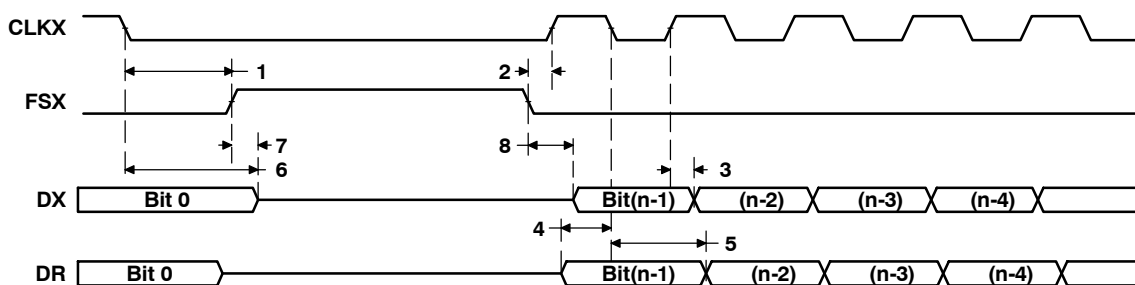 CLKX
1 2
FSX
7 8
6 3
DX Bit 0 Bit(n-1) (n-2) (n-3) (n-4)
4 5
DR Bit 0 Bit(n-1) (n-2) (n-3) (n-4)